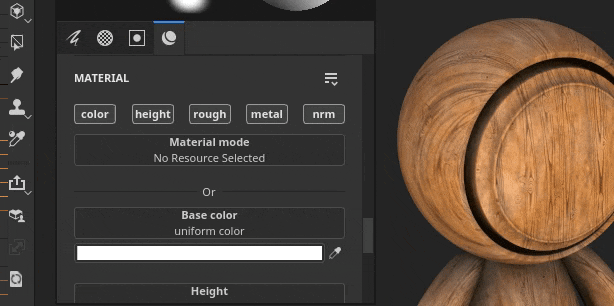 MATERIAL
color height rough metal nrm
Material mode
No Resource Selected
Or
Base color
uniform color
Height